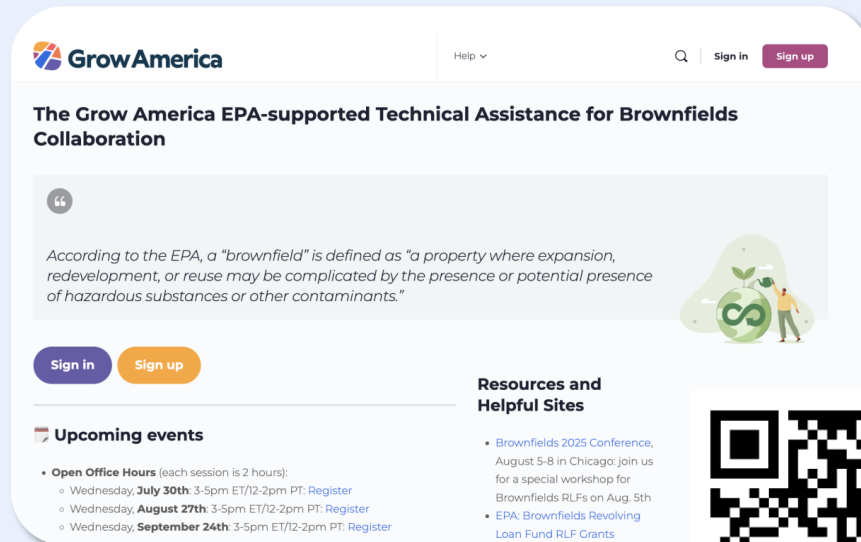 Grow America
Help
Sign in
Sign up
The Grow America EPA-supported Technical Assistance for Brownfields
Collaboration
According to the EPA, a “brownfield” is defined as “a property where expansion,
redevelopment, or reuse may be complicated by the presence or potential presence
of hazardous substances or other contaminants.”
Sign in
Sign up
Upcoming events
• Open Office Hours (each session is 2 hours):
◦ Wednesday, July 30th: 3-5pm ET/12-2pm PT: Register
◦ Wednesday, August 27th: 3-5pm ET/12-2pm PT: Register
◦ Wednesday, September 24th: 3-5pm ET/12-2pm PT: Register
Resources and
Helpful Sites
• Brownfields 2025 Conference,
August 5-8 in Chicago: join us
for a special workshop for
Brownfields RLFs on Aug. 5th
• EPA: Brownfields Revolving
Loan Fund RLF Grants